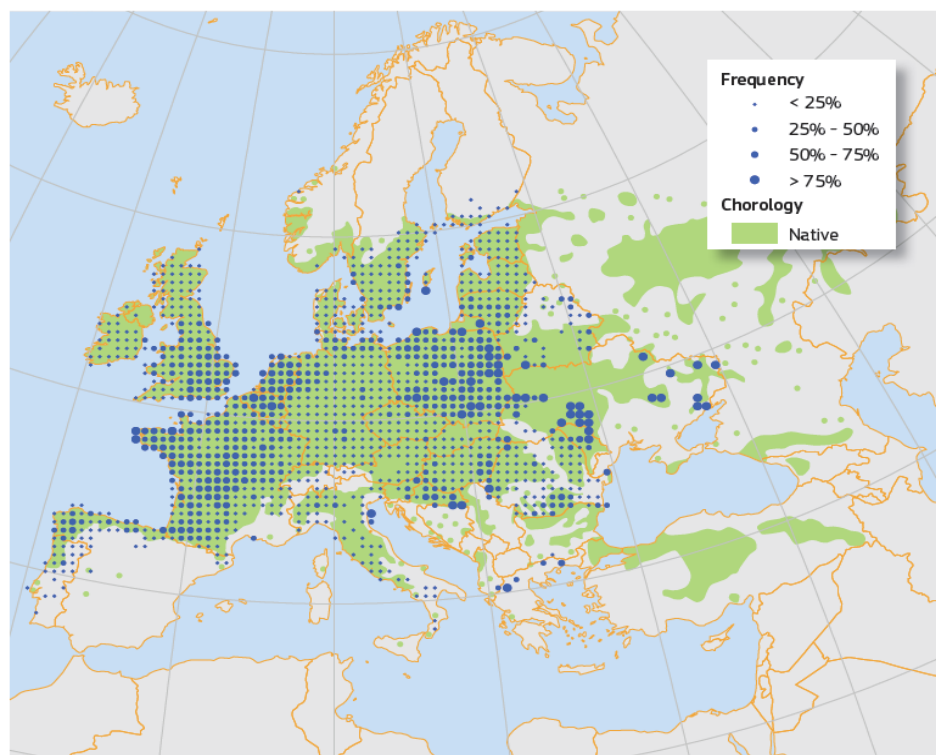 Frequency
< 25%
25% - 50%
50% - 75%
> 75%
Chorology
Native